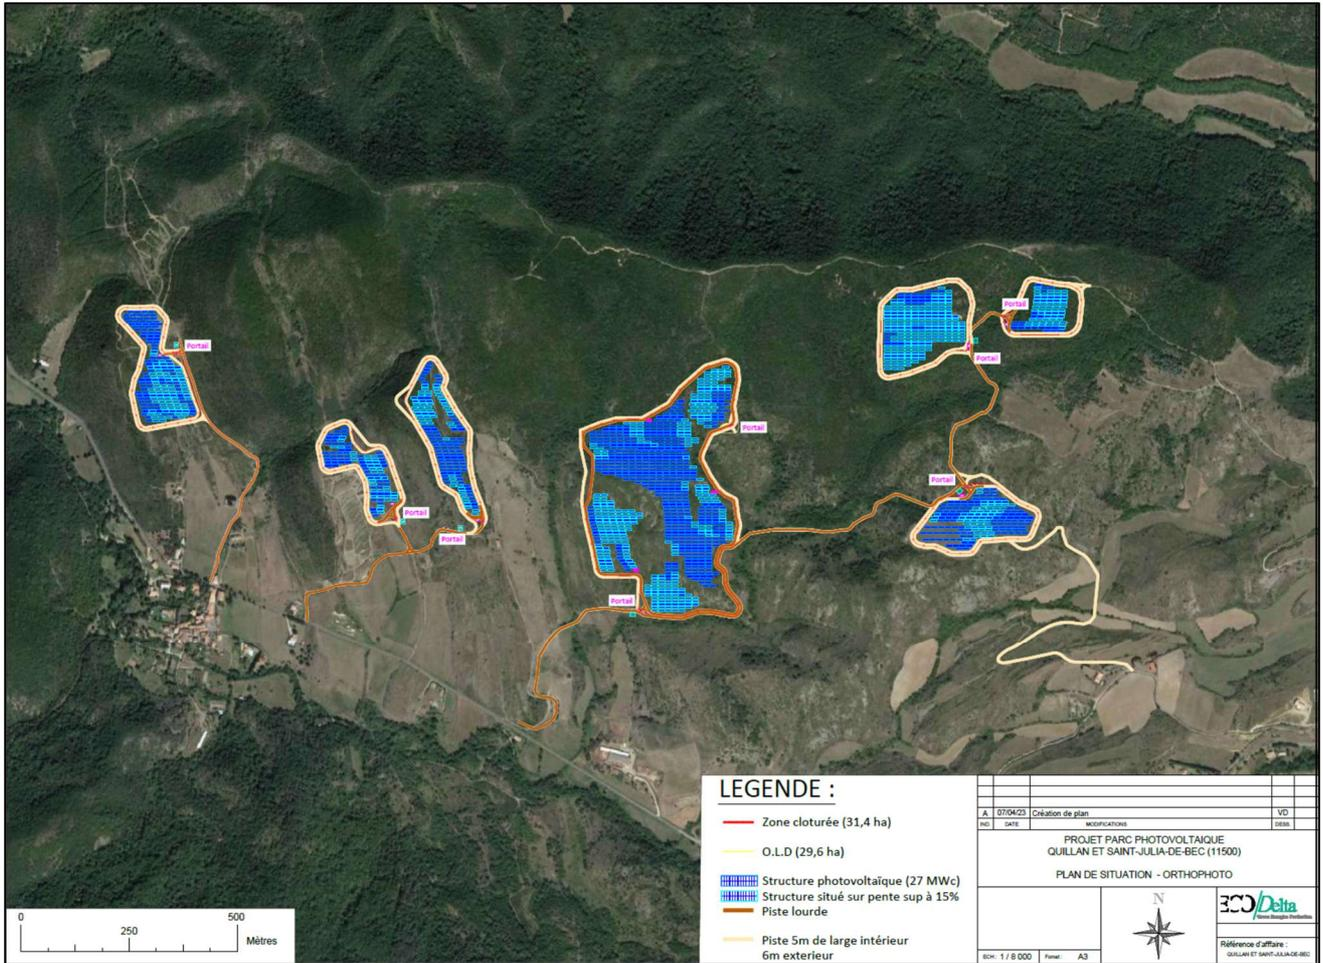 Portail
Portail
Portail
Portail
Portail
Portail
Portail
Portail
LEGENDE :
Zone cloturée (31,4 ha)
O.L.D (29,6 ha)
Structure photovoltaïque (27 MWc)
Structure situé sur pente sup à 15%
Piste lourde
Piste 5m de large intérieur
6m exterieur
A 07/04/23 Création de plan VD
IND. DATE MODIFICATIONS DESS.
PROJET PARC PHOTOVOLTAIQUE
QUILLAN ET SAINT-JULIA-DE-BEC (11500)
PLAN DE SITUATION - ORTHOPHOTO
N
ECO Delta
Référence d'affaire :
QUILLAN ET SAINT-JULIA-DE-BEC
ECH: 1 / 8 000 Format : A3
0 250 500
Mètres